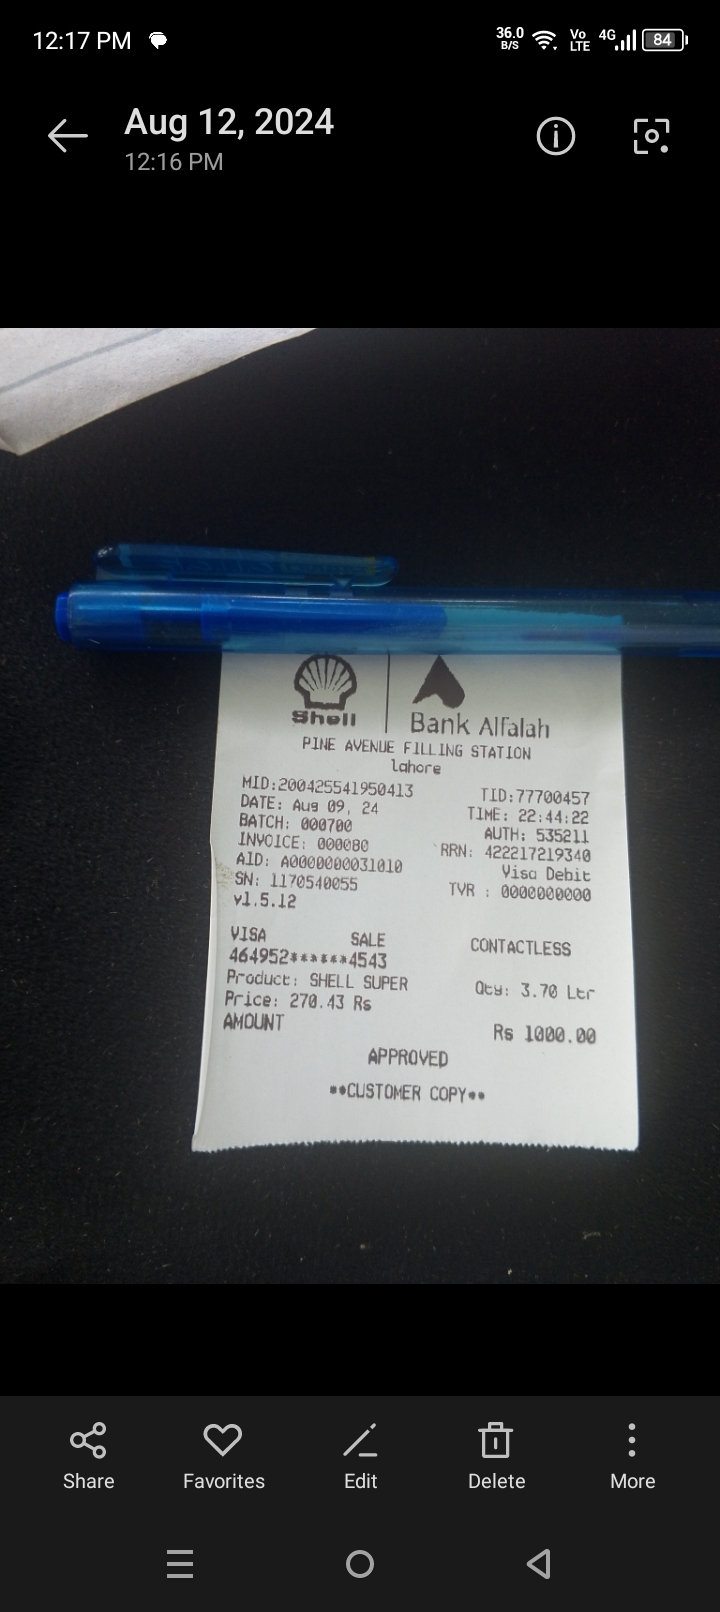 12:17 PM
36.0 B/S Vo LTE 4G 84
Aug 12, 2024
12:16 PM
Shell
Bank Alfalah
PINE AVENUE FILLING STATION
lahore
MID:200425541950413 TID:77700457
DATE: Aug 09, 24 TIME: 22:44:22
BATCH: 000700 AUTH: 535211
INVOICE: 000080 RRN: 422217219340
AID: A0000000031010 Visa Debit
SN: 1170540055 TVR : 0000000000
v1.5.12
VISA SALE CONTACTLESS
464952******4543
Product: SHELL SUPER Qty: 3.70 Ltr
Price: 270.43 Rs
AMOUNT Rs 1000.00
APPROVED
**CUSTOMER COPY**
Share Favorites Edit Delete More